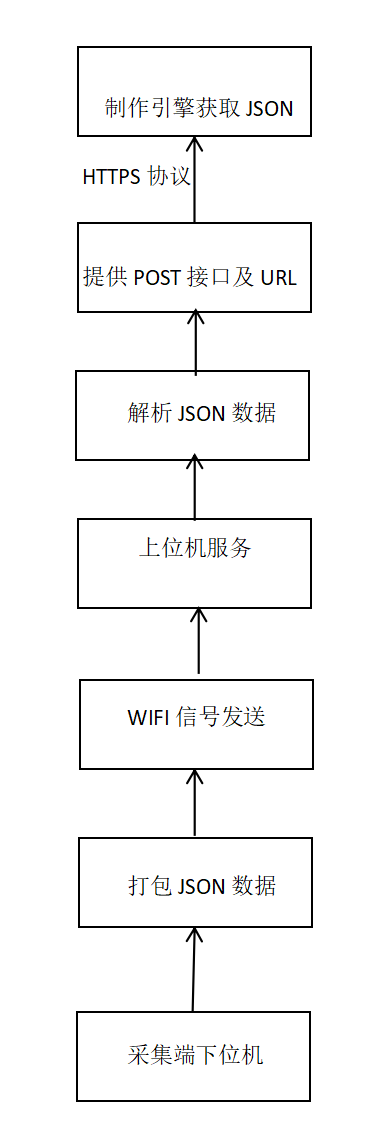 制作引擎获取 JSON
HTTPS 协议
提供 POST 接口及 URL
解析 JSON 数据
上位机服务
WIFI 信号发送
打包 JSON 数据
采集端下位机